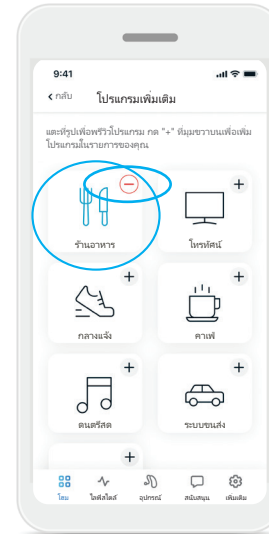 9:41
กลับ
โปรแกรมเพิ่มเติม
แตะที่รูปเพื่อพรีวิวโปรแกรม กด "+" ที่มุมขวาบนเพื่อเพิ่ม
โปรแกรมในรายการของคุณ
ร้านอาหาร
โทรทัศน์
กลางแจ้ง
คาเฟ่
ดนตรีสด
ระบบขนส่ง
โฮม ไลฟ์สไตล์ อุปกรณ์ สนับสนุน เพิ่มเติม